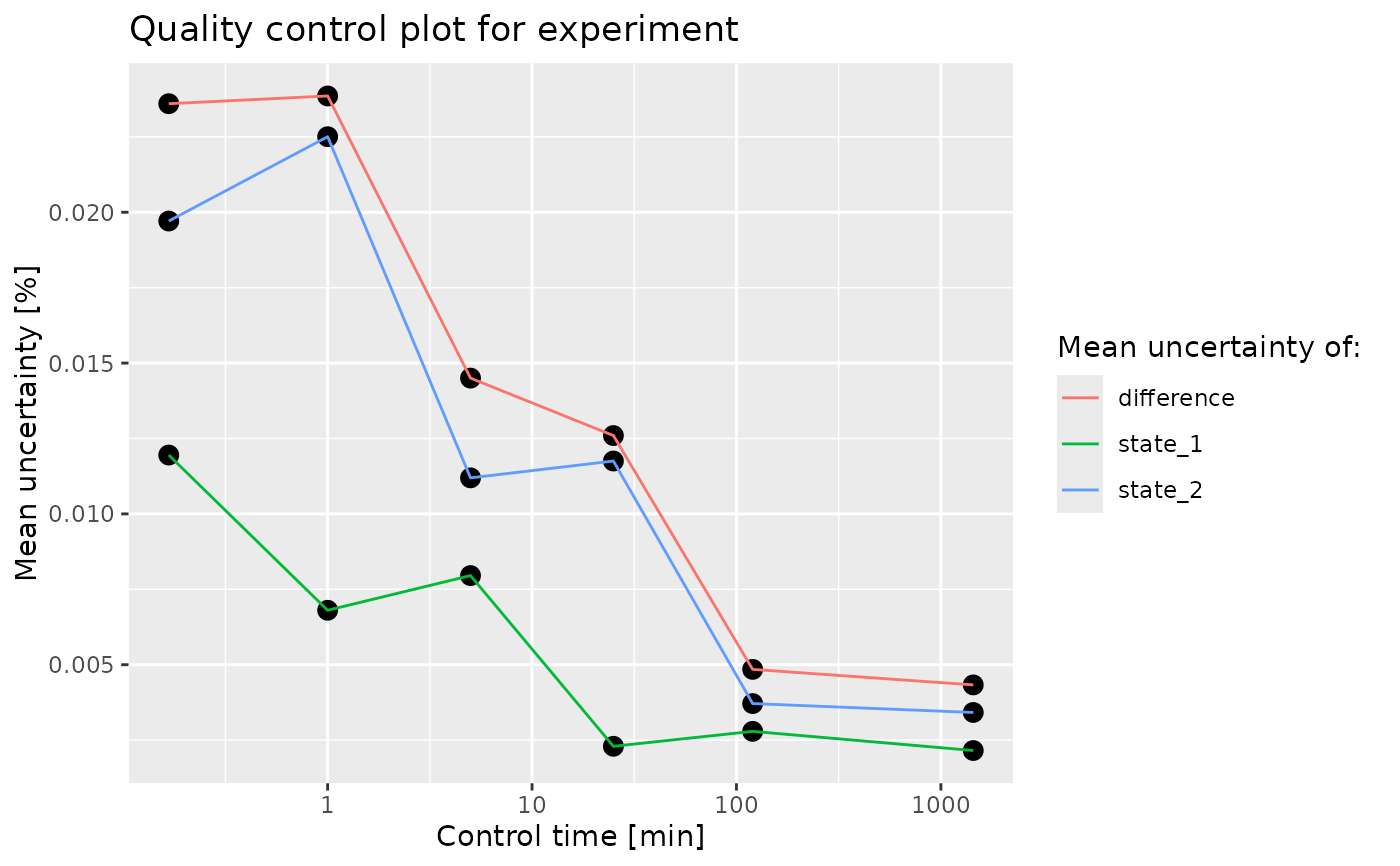 Quality control plot for experiment
Mean uncertainty [%]
0.020
0.015
0.010
0.005
1
10
100
1000
Control time [min]
Mean uncertainty of:
difference
state_1
state_2